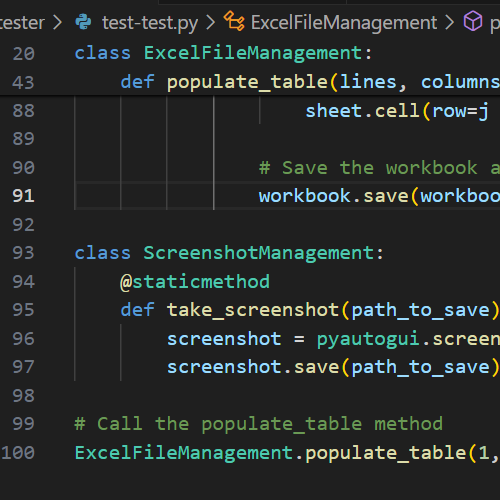 tester > test-test.py > ExcelFileManagement >
20 class ExcelFileManagement:
43 def populate_table(lines, columns
88 sheet.cell(row=j
89
90 # Save the workbook a
91 workbook.save(workboo
92
93 class ScreenshotManagement:
94 @staticmethod
95 def take_screenshot(path_to_save)
96 screenshot = pyautogui.screen
97 screenshot.save(path_to_save)
98
99 # Call the populate_table method
100 ExcelFileManagement.populate_table(1,